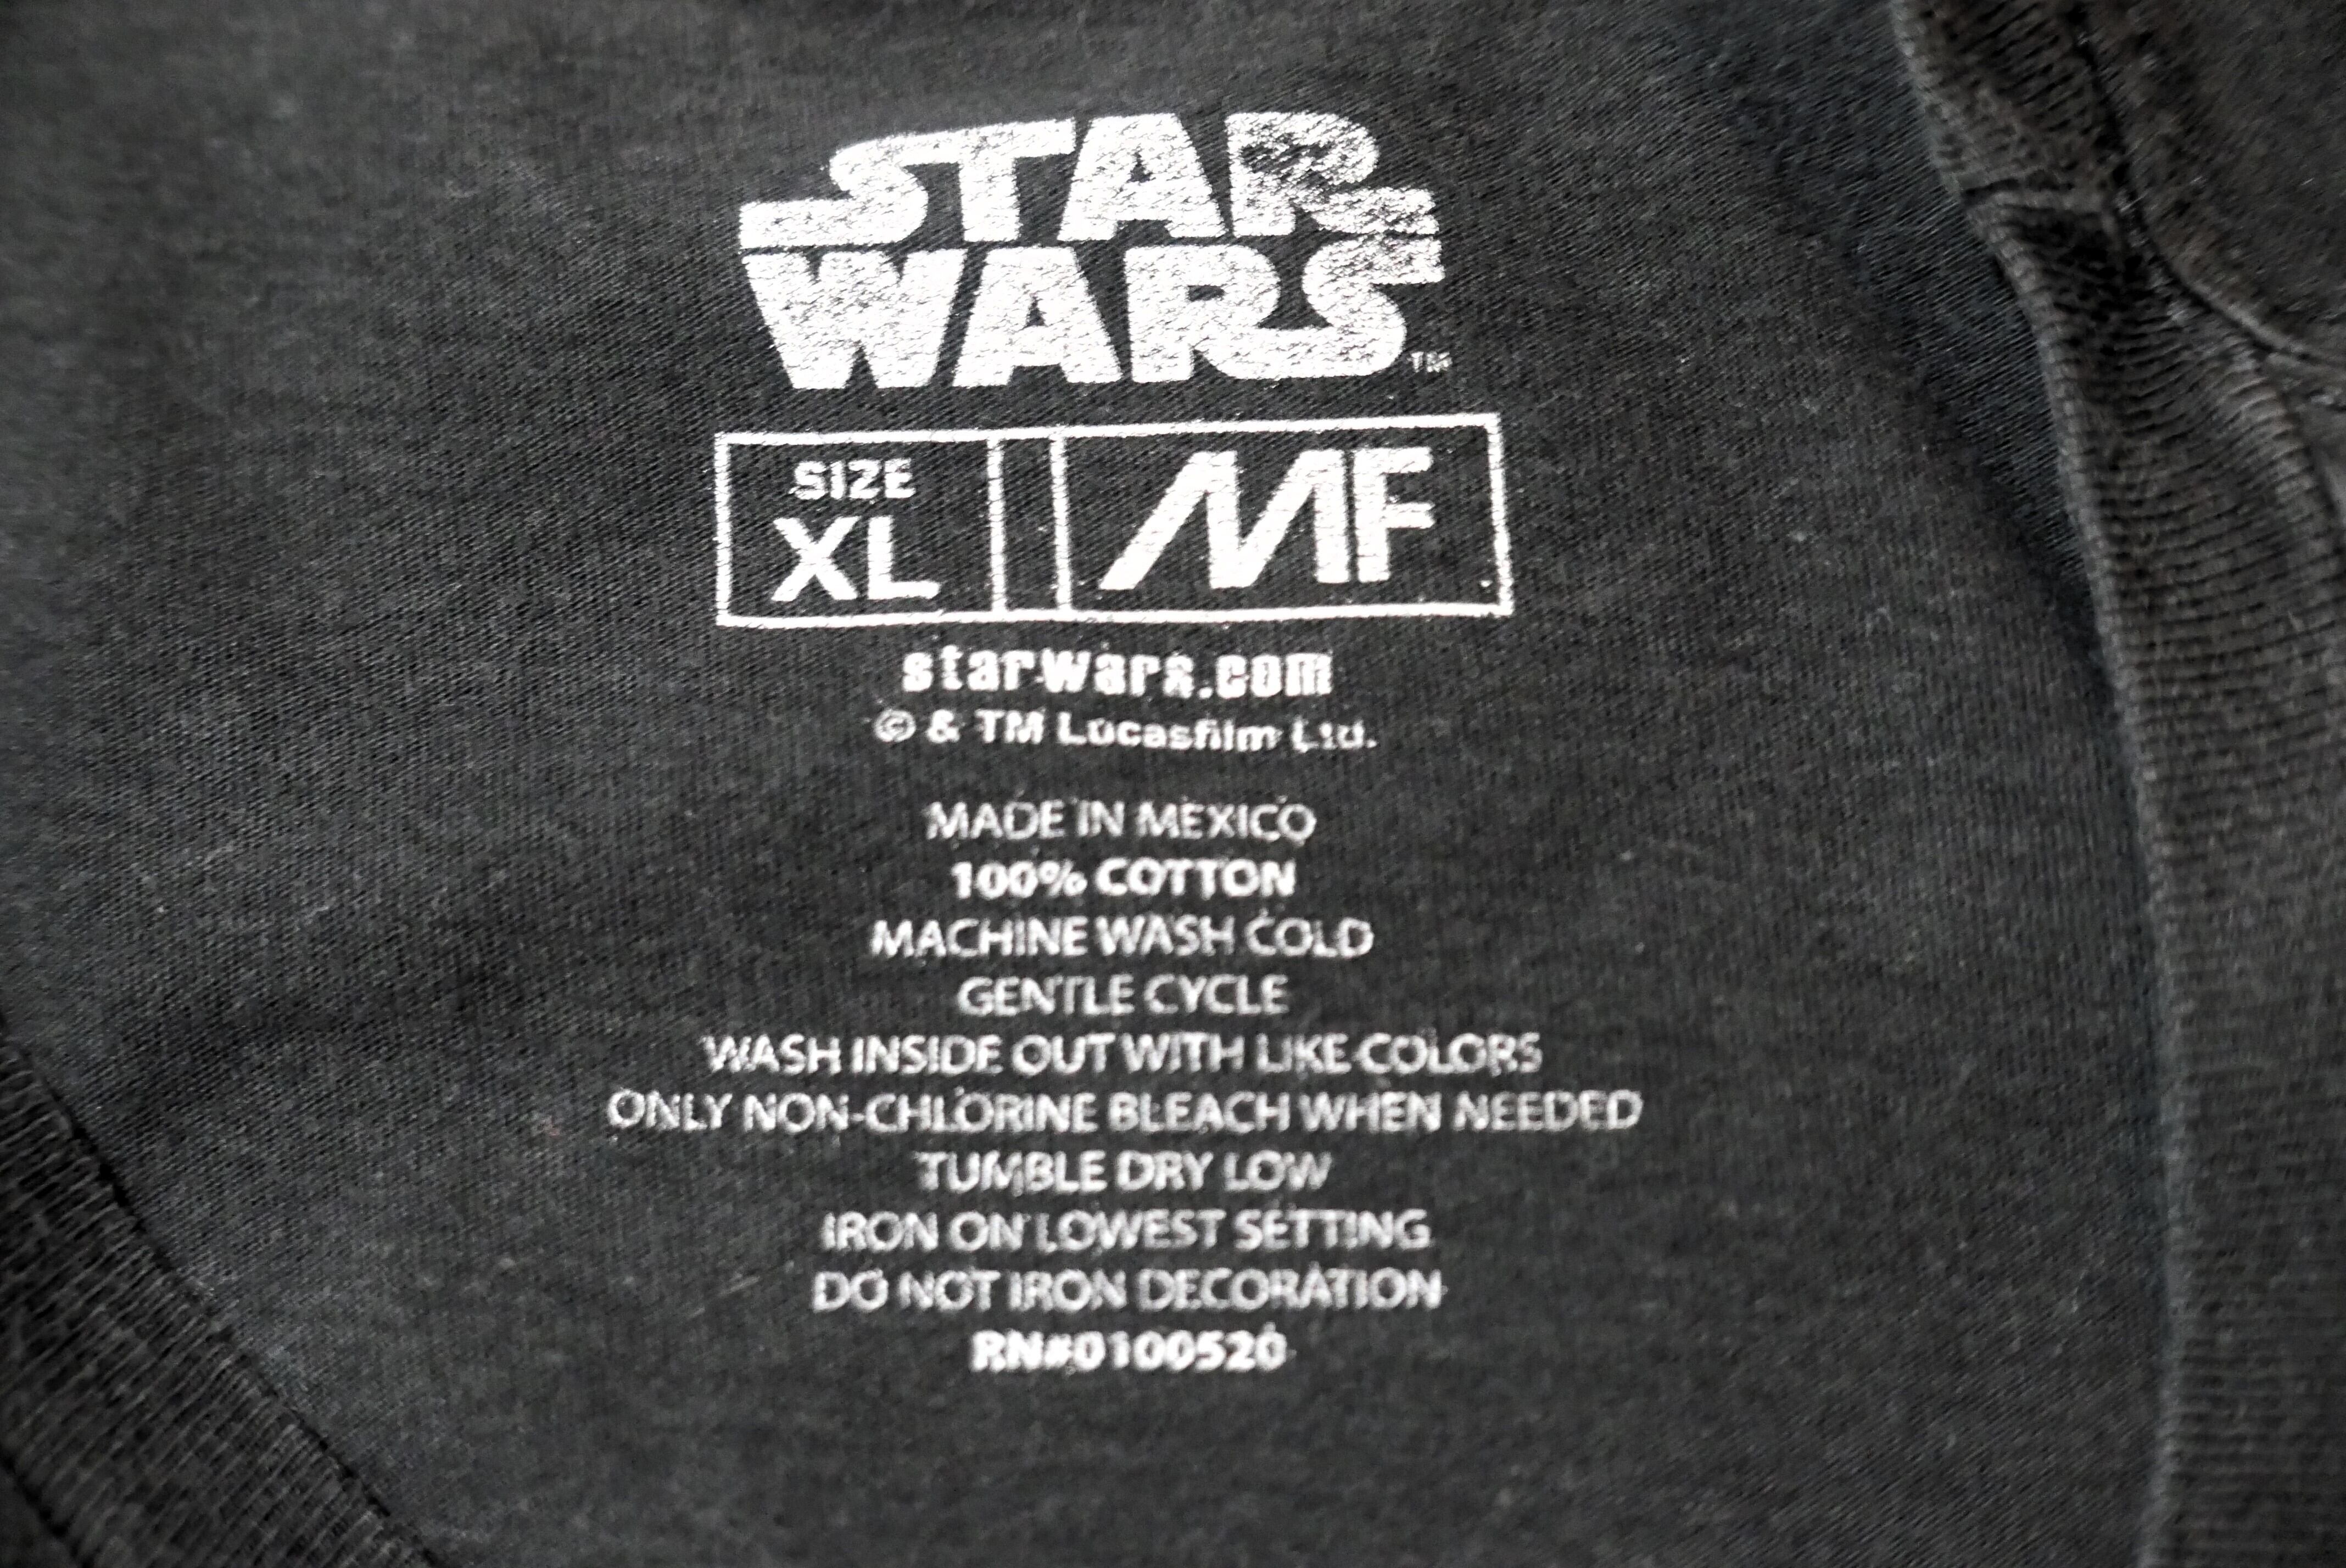 STAR
WARS
TM
SIZE
XL
MF
starwars.com
© & TM Lucasfilm Ltd.
MADE IN MEXICO
100% COTTON
MACHINE WASH COLD
GENTLE CYCLE
WASH INSIDE OUT WITH LIKE COLORS
ONLY NON-CHLORINE BLEACH WHEN NEEDED
TUMBLE DRY LOW
IRON ON LOWEST SETTING
DO NOT IRON DECORATION
RN#0100520